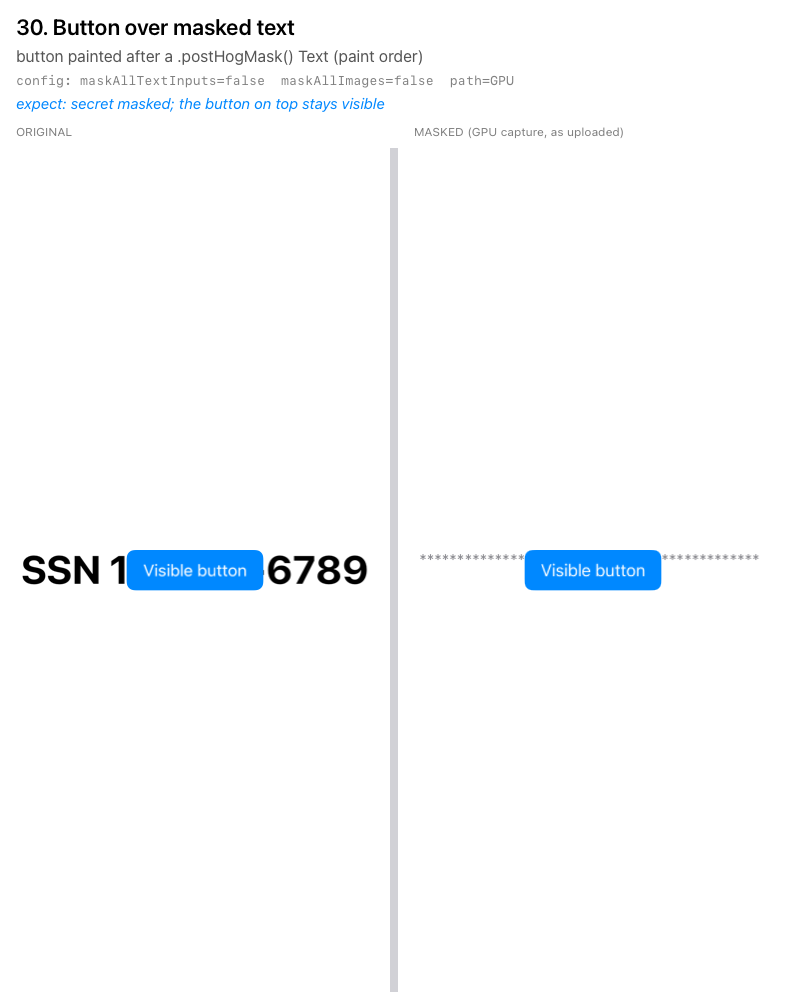 30. Button over masked text
button painted after a .postHogMask() Text (paint order)
config: maskAllTextInputs=false maskAllImages=false path=GPU
expect: secret masked; the button on top stays visible
ORIGINAL
MASKED (GPU capture, as uploaded)
SSN 1 Visible button 6789
************** Visible button *************